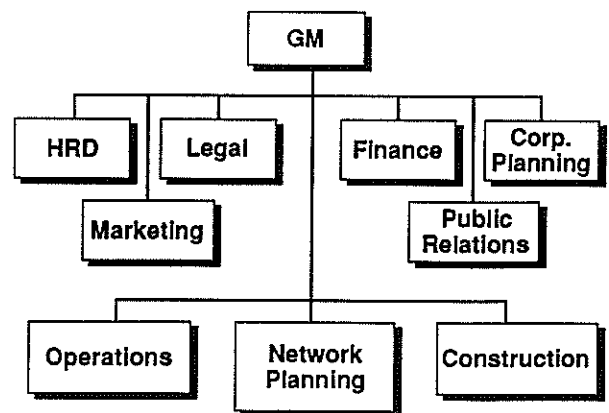 GM
HRD
Legal
Finance
Corp.
Planning
Marketing
Public
Relations
Operations
Network
Planning
Construction